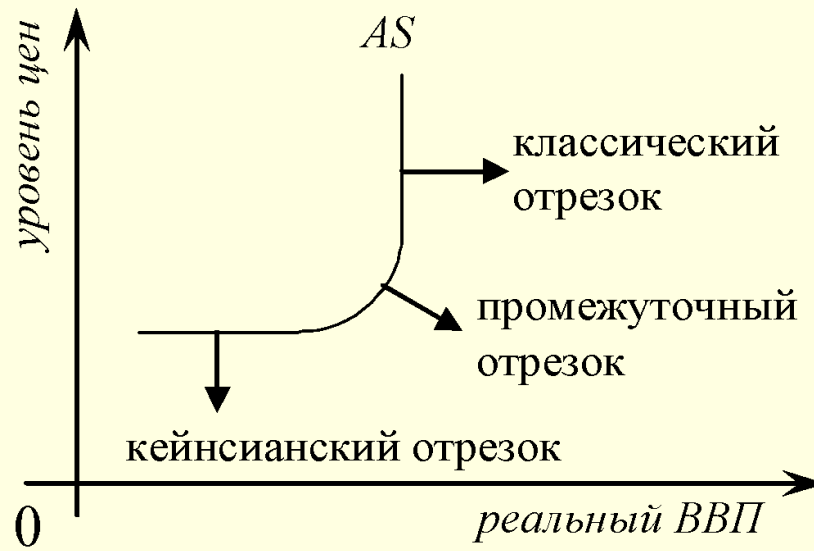 AS
уровень цен
классический
отрезок
промежуточный
отрезок
кейнсианский отрезок
0
реальный ВВП